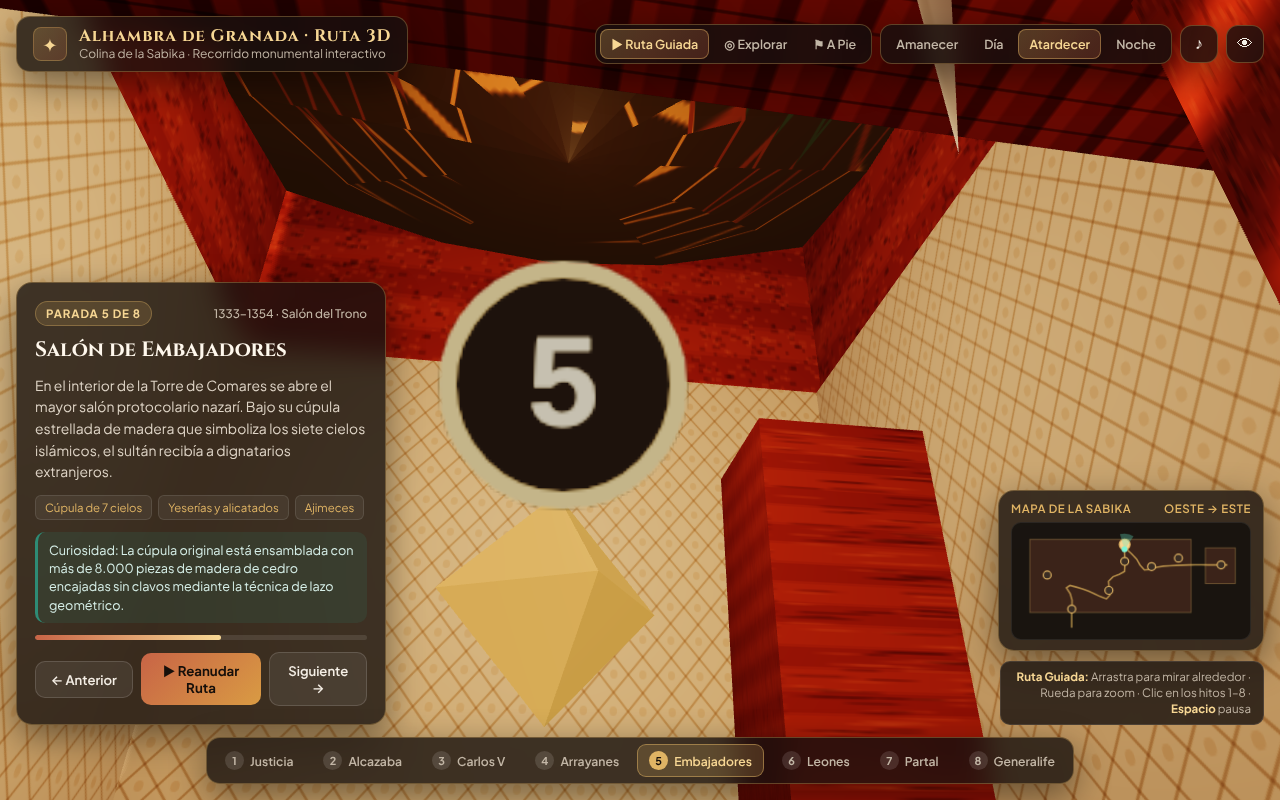 ALHAMBRA DE GRANADA · RUTA 3D
Colina de la Sabika · Recorrido monumental interactivo
▶ Ruta Guiada
◎ Explorar
⚑ A Pie
Amanecer
Día
Atardecer
Noche
PARADA 5 DE 8
1333–1354 · Salón del Trono
SALÓN DE EMBAJADORES
En el interior de la Torre de Comares se abre el
mayor salón protocolario nazarí. Bajo su cúpula
estrellada de madera que simboliza los siete cielos
islámicos, el sultán recibía a dignatarios
extranjeros.
Cúpula de 7 cielos
Yeserías y alicatados
Ajimeces
Curiosidad: La cúpula original está ensamblada con
más de 8.000 piezas de madera de cedro
encajadas sin clavos mediante la técnica de lazo
geométrico.
← Anterior
▶ Reanudar
Ruta
Siguiente
→
5
MAPA DE LA SABIKA
OESTE → ESTE
Ruta Guiada: Arrastra para mirar alrededor ·
Rueda para zoom · Clic en los hitos 1–8 ·
Espacio pausa
1 Justicia
2 Alcazaba
3 Carlos V
4 Arrayanes
5 Embajadores
6 Leones
7 Partal
8 Generalife